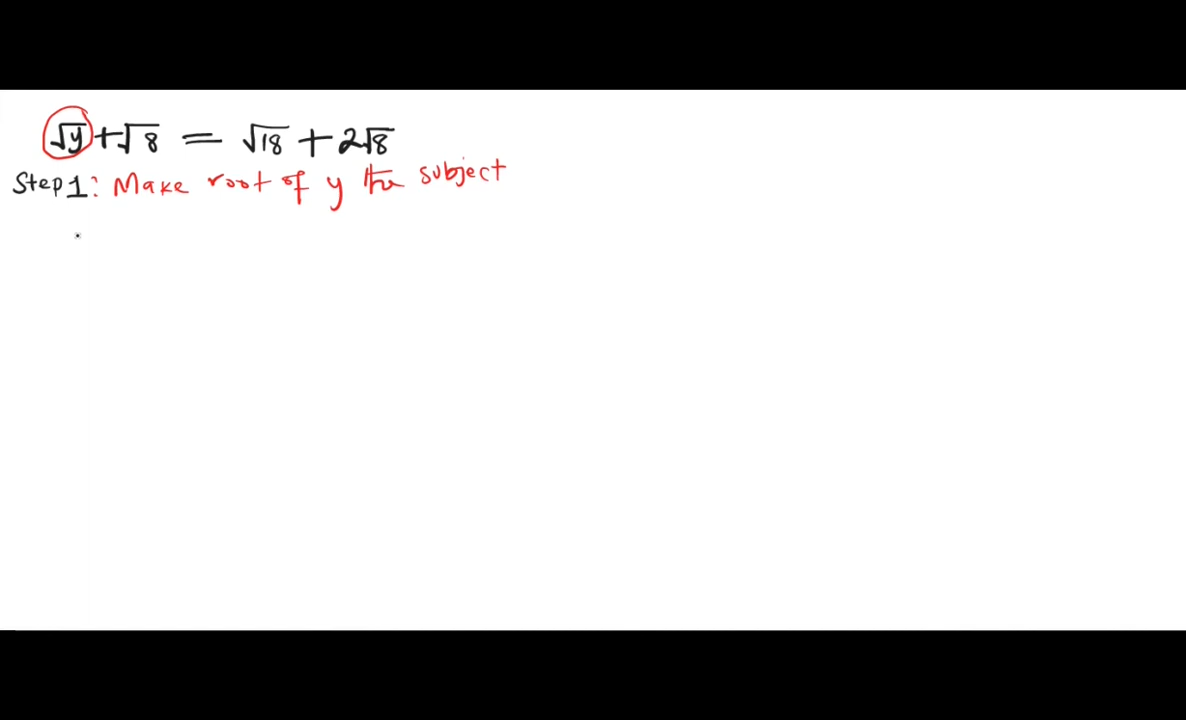 √y + √8 = √18 + 2√8
Step 1: Make root of y the subject